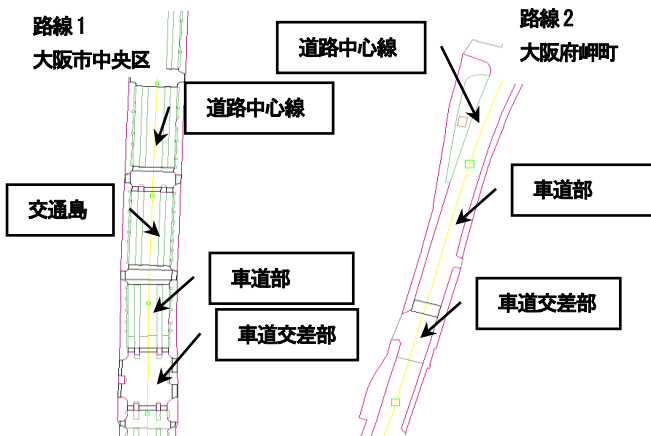 路線1
大阪市中央区
道路中心線
交通島
車道部
車道交差部
路線2
大阪府岬町
道路中心線
車道部
車道交差部